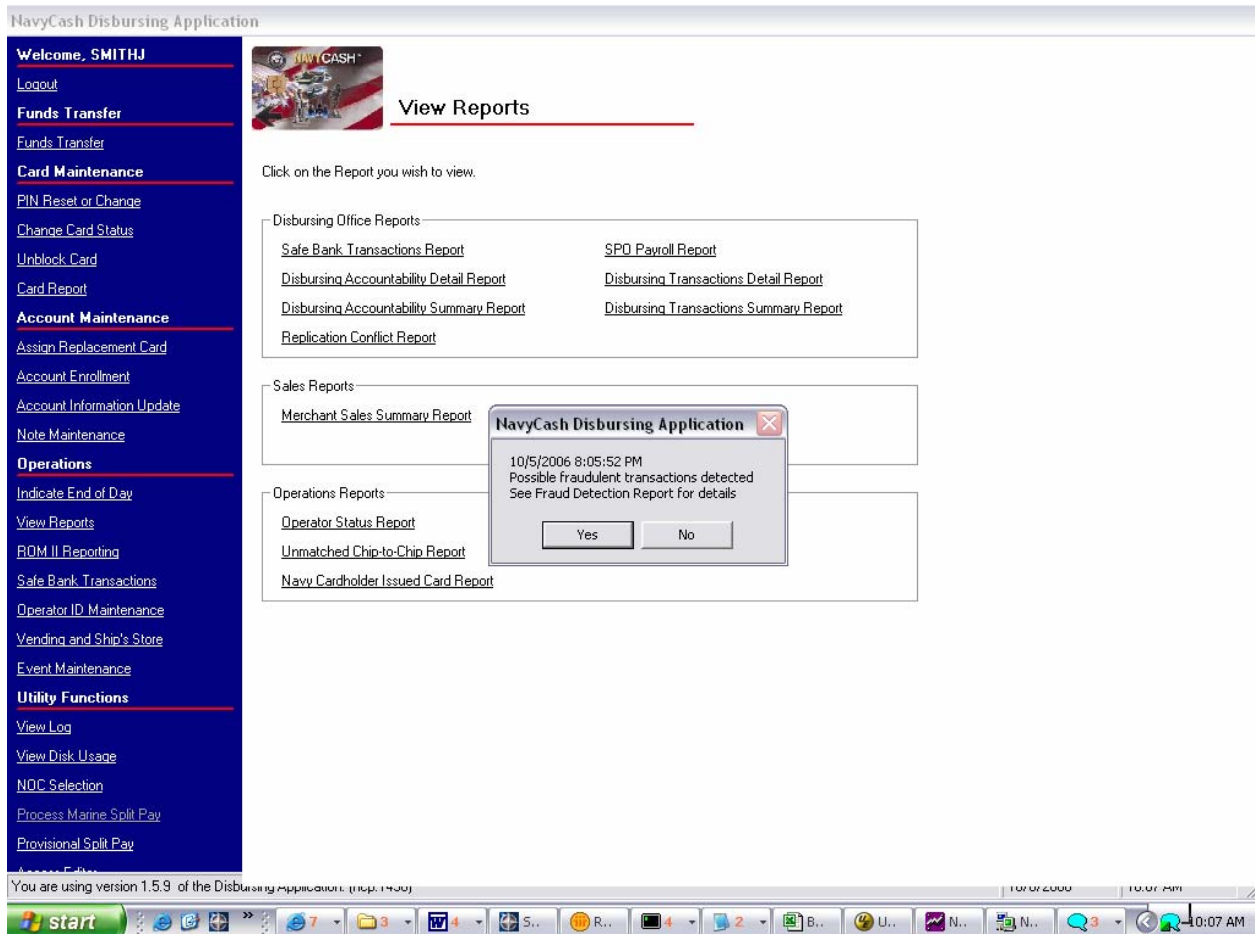 NavyCash Disbursing Application
Welcome, SMITHJ
Logout
Funds Transfer
Funds Transfer
Card Maintenance
PIN Reset or Change
Change Card Status
Unblock Card
Card Report
Account Maintenance
Assign Replacement Card
Account Enrollment
Account Information Update
Note Maintenance
Operations
Indicate End of Day
View Reports
ROM II Reporting
Safe Bank Transactions
Operator ID Maintenance
Vending and Ship's Store
Event Maintenance
Utility Functions
View Log
View Disk Usage
NOC Selection
Process Marine Split Pay
Provisional Split Pay
NAVYCASH
View Reports
Click on the Report you wish to view.
Disbursing Office Reports
Safe Bank Transactions Report SPO Payroll Report
Disbursing Accountability Detail Report Disbursing Transactions Detail Report
Disbursing Accountability Summary Report Disbursing Transactions Summary Report
Replication Conflict Report
Sales Reports
Merchant Sales Summary Report
Operations Reports
Operator Status Report
Unmatched Chip-to-Chip Report
Navy Cardholder Issued Card Report
NavyCash Disbursing Application
10/5/2006 8:05:52 PM
Possible fraudulent transactions detected
See Fraud Detection Report for details
Yes No
You are using version 1.5.9 of the Disbursing Application.
start » 7 3 W 4 S.. R.. 4 2 B.. U.. N.. N.. 3 10:07 AM